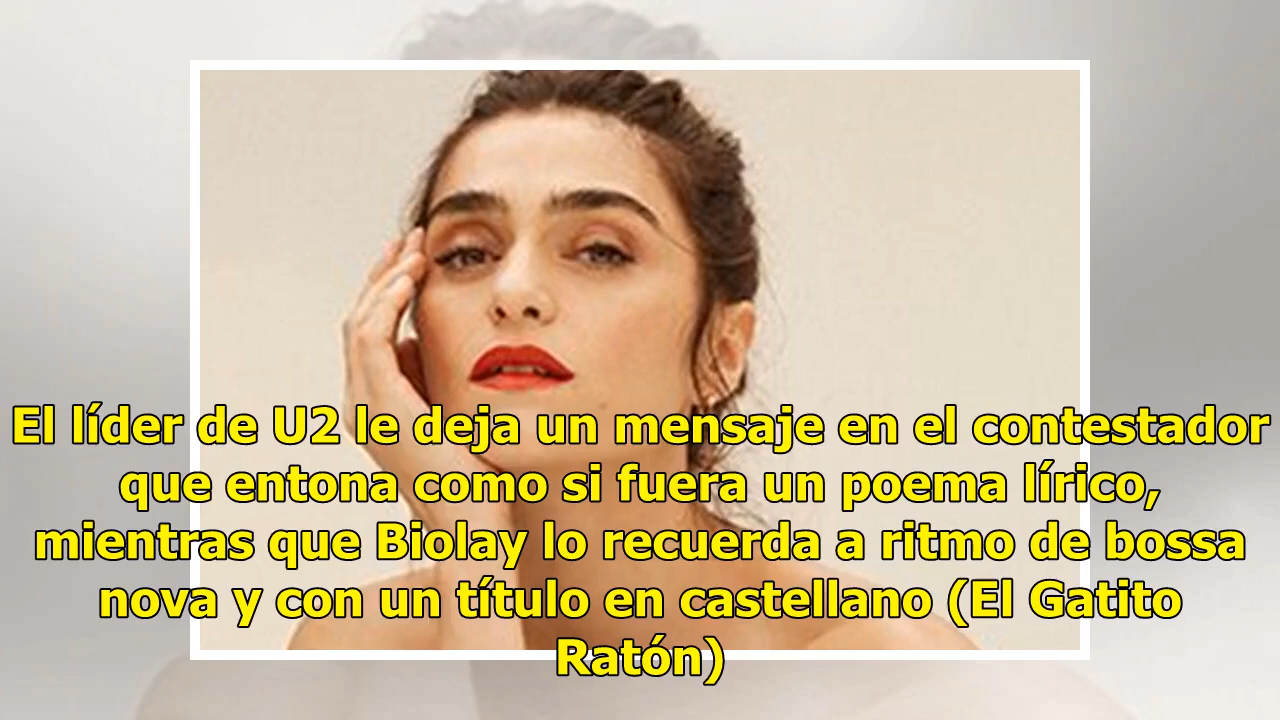 El líder de U2 le deja un mensaje en el contestador
que entona como si fuera un poema lírico,
mientras que Biolay lo recuerda a ritmo de bossa
nova y con un título en castellano (El Gatito
Ratón)